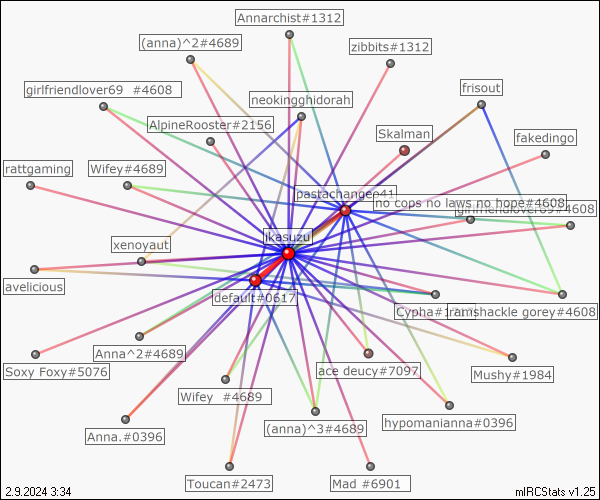 Annarchist#1312
(anna)^2#4689
zibbits#1312
girlfriendlover69 #4608
frisout
neokingghidorah
AlpineRooster#2156
Skalman
fakedingo
rattgaming
Wifey#4689
pastachangee41
no cops no laws no hope#4608
girlfriendlover69#4608
ikasuzu
xenoyaut
avelicious
default#0617
ramshackle gorey#4608
Anna^2#4689
Soxy Foxy#5076
ace deucy#7097
Mushy#1984
Wifey #4689
hypomanianna#0396
(anna)^3#4689
Anna.#0396
Toucan#2473
Mad #6901
2.9.2024 3:34
mIRCStats v1.25